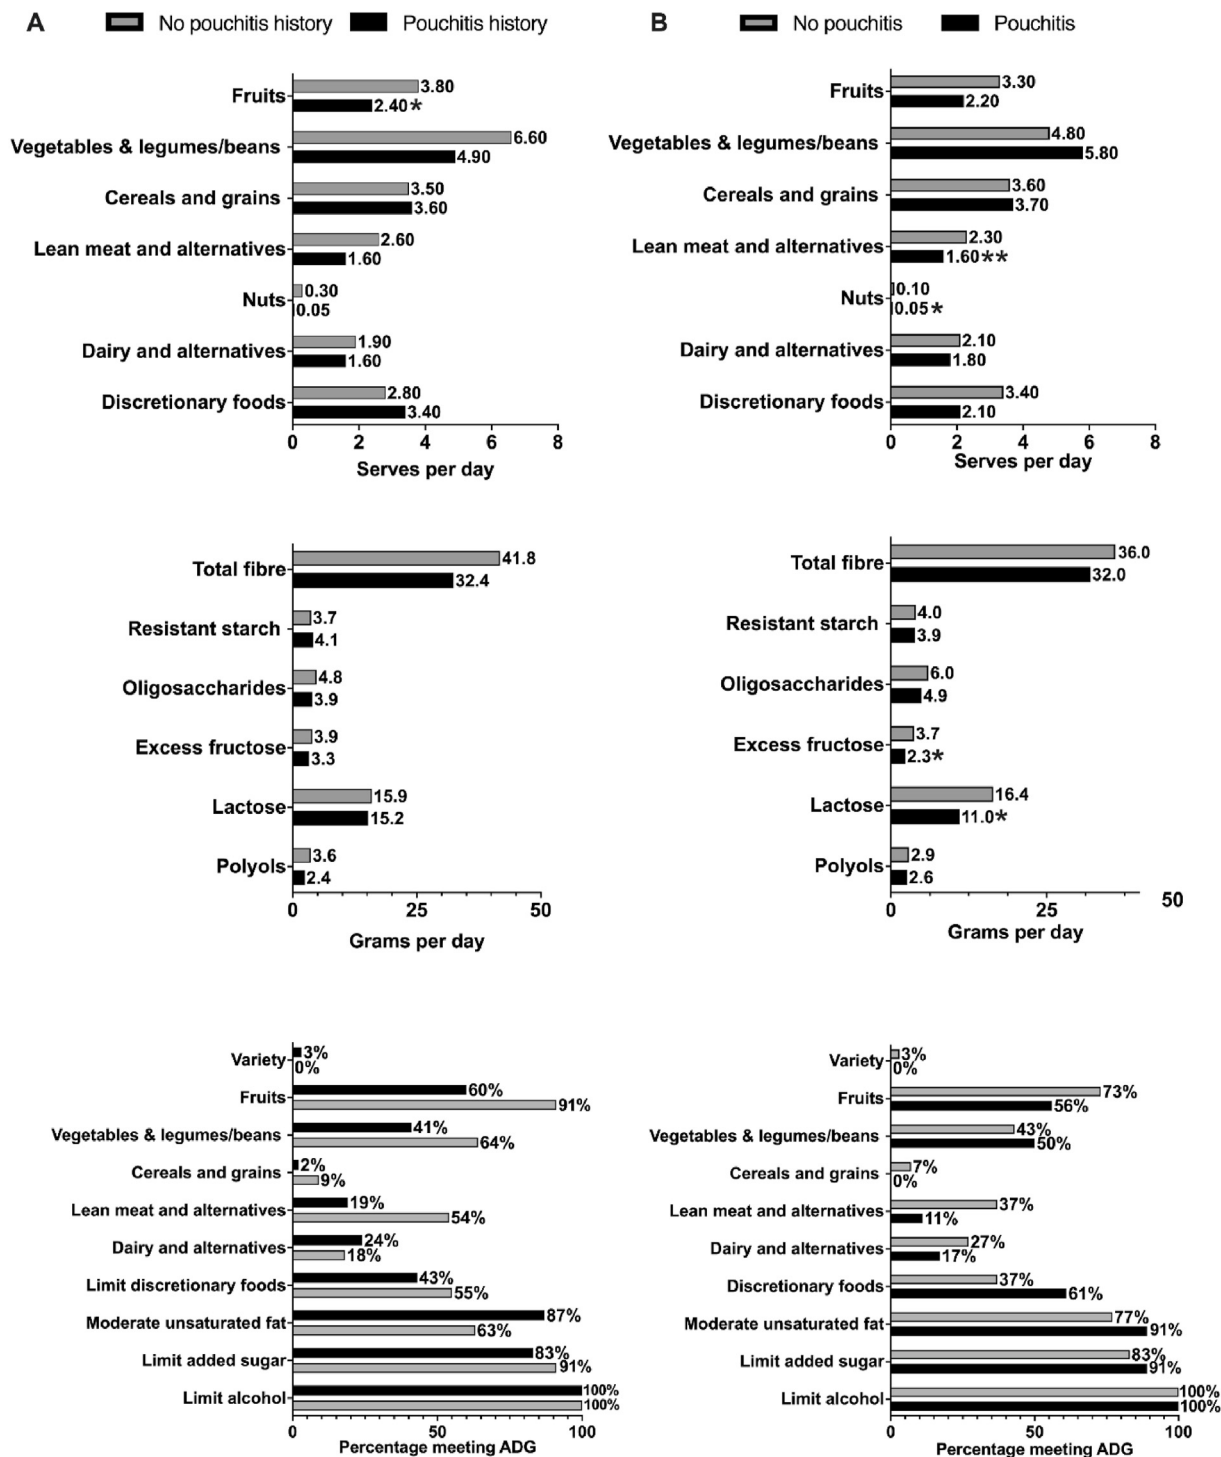 A
No pouchitis history
Pouchitis history
Fruits
3.80
2.40*
Vegetables & legumes/beans
6.60
4.90
Cereals and grains
3.50
3.60
Lean meat and alternatives
2.60
1.60
Nuts
0.30
0.05
Dairy and alternatives
1.90
1.60
Discretionary foods
2.80
3.40
0 2 4 6 8
Serves per day
Total fibre
41.8
32.4
Resistant starch
3.7
4.1
Oligosaccharides
4.8
3.9
Excess fructose
3.9
3.3
Lactose
15.9
15.2
Polyols
3.6
2.4
0 25 50
Grams per day
Variety
3%
0%
Fruits
60%
91%
Vegetables & legumes/beans
41%
64%
Cereals and grains
2%
9%
Lean meat and alternatives
19%
54%
Dairy and alternatives
24%
18%
Limit discretionary foods
43%
55%
Moderate unsaturated fat
87%
63%
Limit added sugar
83%
91%
Limit alcohol
100%
100%
0 50 100
Percentage meeting ADG
B
No pouchitis
Pouchitis
Fruits
3.30
2.20
Vegetables & legumes/beans
4.80
5.80
Cereals and grains
3.60
3.70
Lean meat and alternatives
2.30
1.60**
Nuts
0.10
0.05*
Dairy and alternatives
2.10
1.80
Discretionary foods
3.40
2.10
0 2 4 6 8
Serves per day
Total fibre
36.0
32.0
Resistant starch
4.0
3.9
Oligosaccharides
6.0
4.9
Excess fructose
3.7
2.3*
Lactose
16.4
11.0*
Polyols
2.9
2.6
0 25 50
Grams per day
Variety
3%
0%
Fruits
73%
56%
Vegetables & legumes/beans
43%
50%
Cereals and grains
7%
0%
Lean meat and alternatives
37%
11%
Dairy and alternatives
27%
17%
Discretionary foods
37%
61%
Moderate unsaturated fat
77%
91%
Limit added sugar
83%
91%
Limit alcohol
100%
100%
0 50 100
Percentage meeting ADG